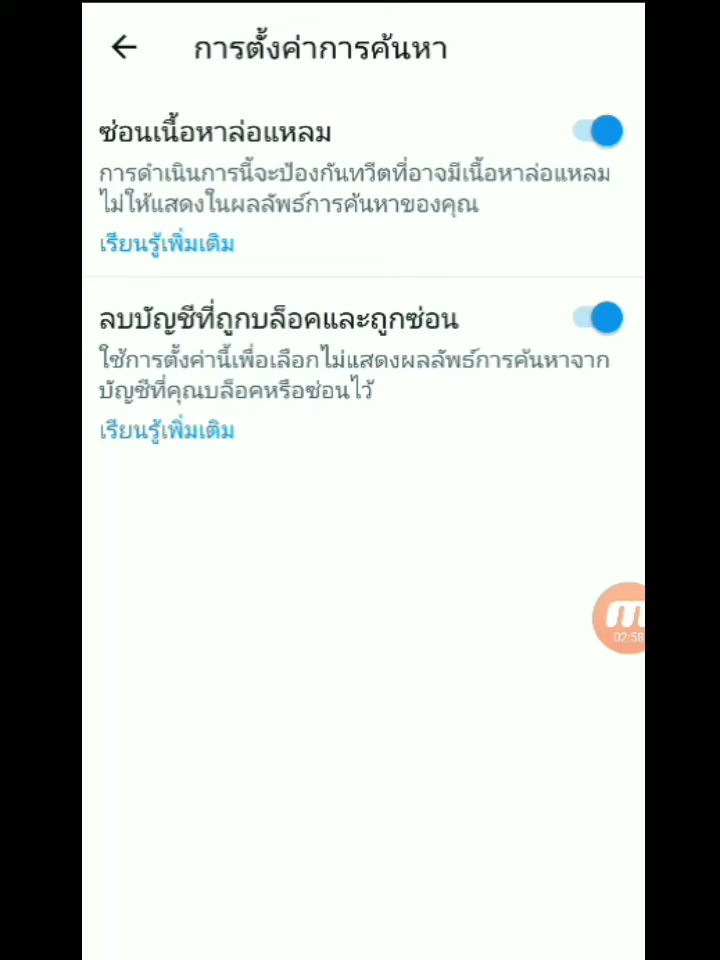 การตั้งค่าการค้นหา
ซ่อนเนื้อหาล่อแหลม
การดำเนินการนี้จะป้องกันทวีตที่อาจมีเนื้อหาล่อแหลม
ไม่ให้แสดงในผลลัพธ์การค้นหาของคุณ
เรียนรู้เพิ่มเติม
ลบบัญชีที่ถูกบล็อคและถูกซ่อน
ใช้การตั้งค่านี้เพื่อเลือกไม่แสดงผลลัพธ์การค้นหาจาก
บัญชีที่คุณบล็อคหรือซ่อนไว้
เรียนรู้เพิ่มเติม
02:58